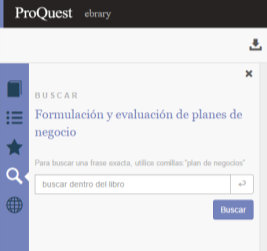 ProQuest ebrary
BUSCAR
Formulación y evaluación de planes de
negocio
Para buscar una frase exacta, utilice comillas "plan de negocios"
buscar dentro del libro
Buscar